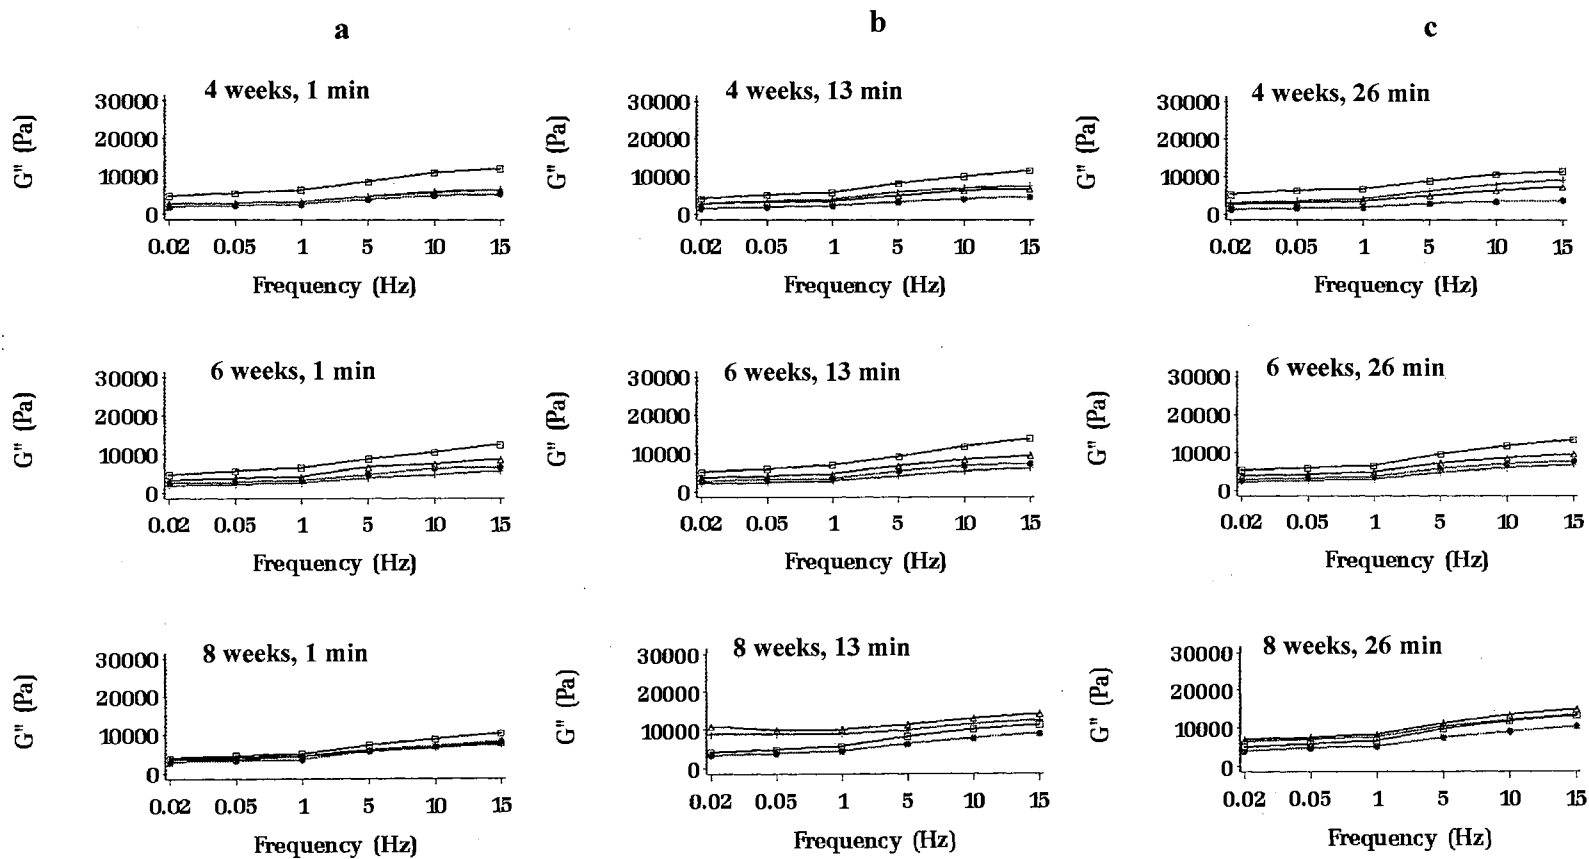 a
b
c
4 weeks, 1 min
G" (Pa)
30000
20000
10000
0
0.02 0.05 1 5 10 15
Frequency (Hz)
4 weeks, 13 min
G" (Pa)
30000
20000
10000
0
0.02 0.05 1 5 10 15
Frequency (Hz)
4 weeks, 26 min
G" (Pa)
30000
20000
10000
0
0.02 0.05 1 5 10 15
Frequency (Hz)
6 weeks, 1 min
G" (Pa)
30000
20000
10000
0
0.02 0.05 1 5 10 15
Frequency (Hz)
6 weeks, 13 min
G" (Pa)
30000
20000
10000
0
0.02 0.05 1 5 10 15
Frequency (Hz)
6 weeks, 26 min
G" (Pa)
30000
20000
10000
0
0.02 0.05 1 5 10 15
Frequency (Hz)
8 weeks, 1 min
G" (Pa)
30000
20000
10000
0
0.02 0.05 1 5 10 15
Frequency (Hz)
8 weeks, 13 min
G" (Pa)
30000
20000
10000
0
0.02 0.05 1 5 10 15
Frequency (Hz)
8 weeks, 26 min
G" (Pa)
30000
20000
10000
0
0.02 0.05 1 5 10 15
Frequency (Hz)